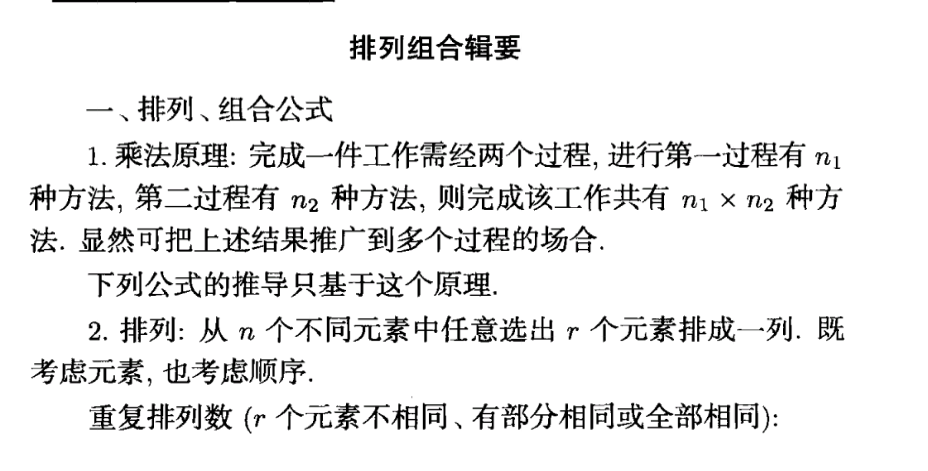 排列组合辑要
一、排列、组合公式
1. 乘法原理: 完成一件工作需经两个过程, 进行第一过程有 n₁
种方法, 第二过程有 n₂ 种方法, 则完成该工作共有 n₁ × n₂ 种方
法. 显然可把上述结果推广到多个过程的场合.
下列公式的推导只基于这个原理.
2. 排列: 从 n 个不同元素中任意选出 r 个元素排成一列. 既
考虑元素, 也考虑顺序.
重复排列数 (r 个元素不相同、有部分相同或全部相同):